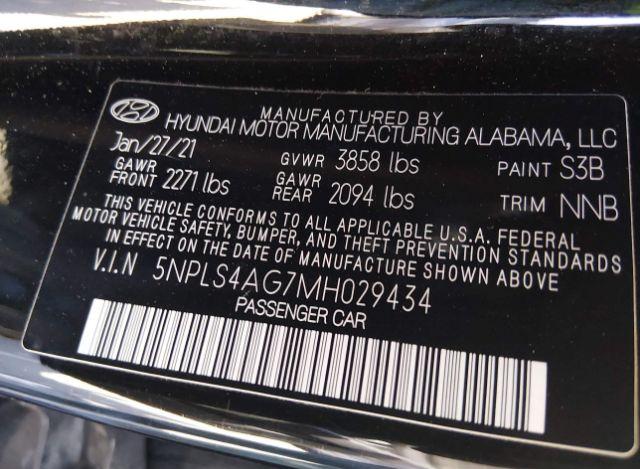 MANUFACTURED BY
HYUNDAI MOTOR MANUFACTURING ALABAMA, LLC
Jan/27/21 GVWR 3858 lbs PAINT S3B
GAWR FRONT 2271 lbs GAWR REAR 2094 lbs TRIM NNB
THIS VEHICLE CONFORMS TO ALL APPLICABLE U.S.A. FEDERAL
MOTOR VEHICLE SAFETY, BUMPER, AND THEFT PREVENTION STANDARDS
IN EFFECT ON THE DATE OF MANUFACTURE SHOWN ABOVE
V.I.N 5NPLS4AG7MH029434
PASSENGER CAR